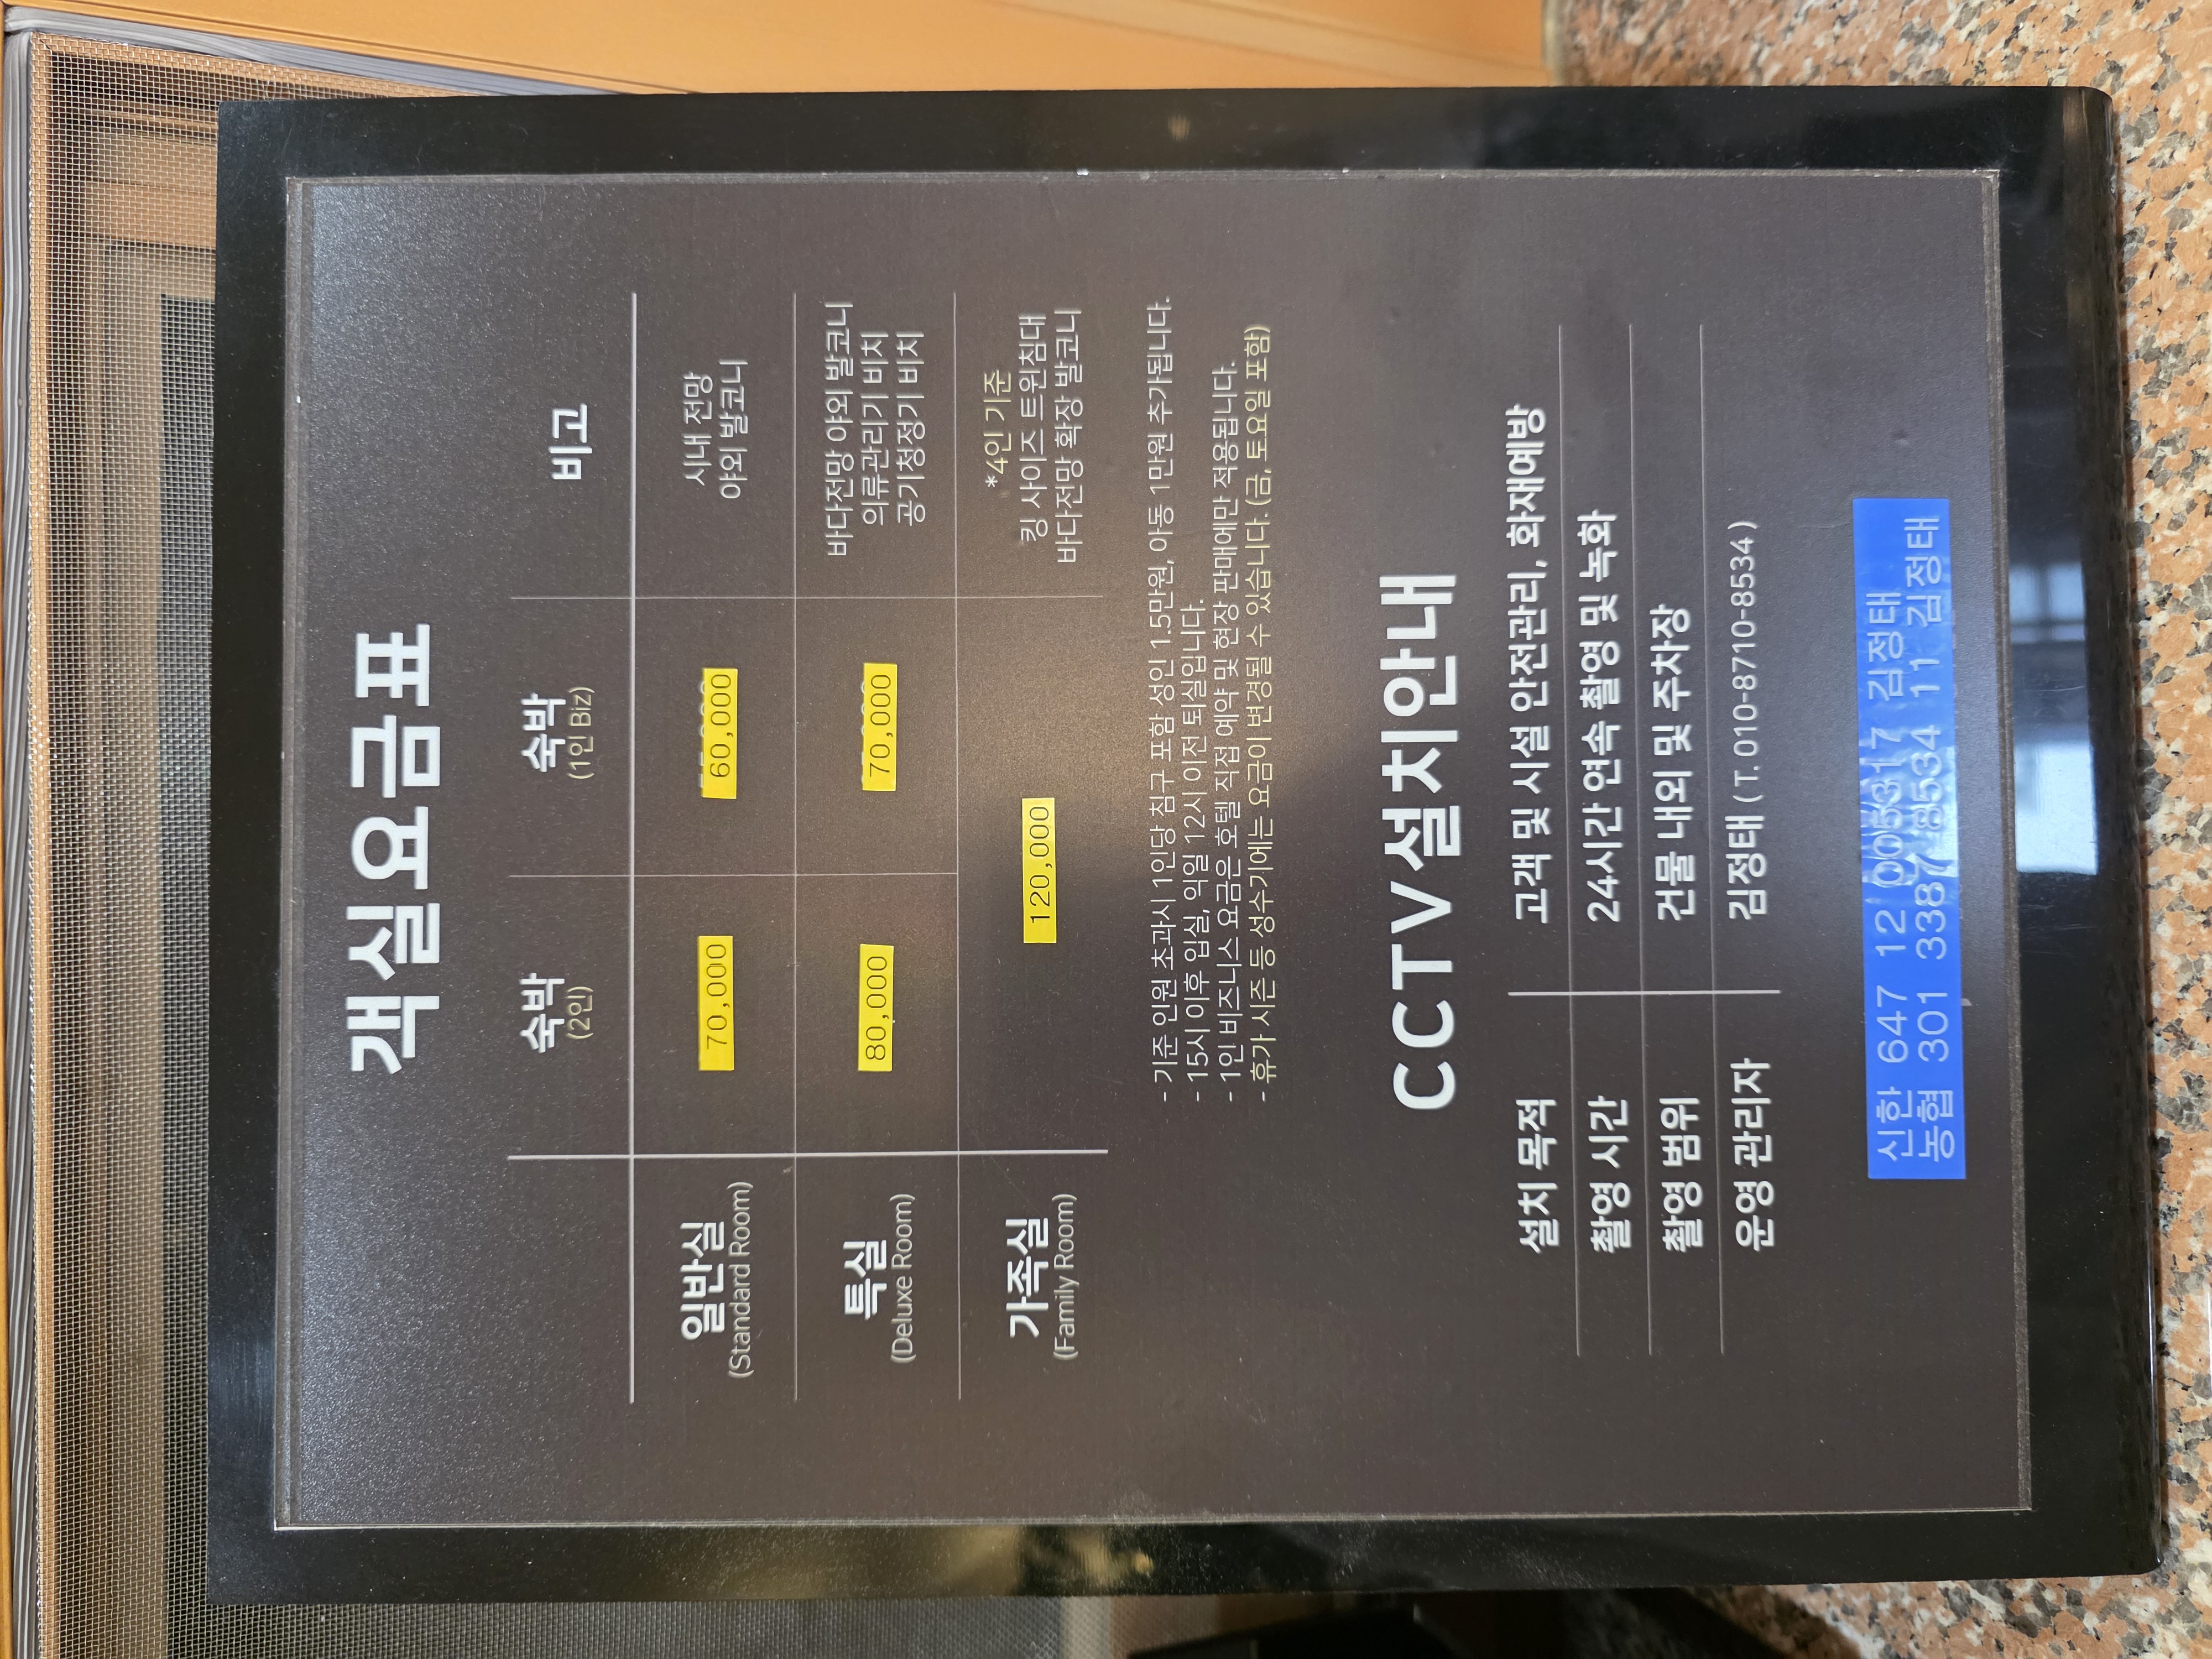 객실요금표
숙박 숙박 비고
(2인) (1인 Biz)
일반실 70,000 60,000 시내 전망
(Standard Room) 야외 발코니
특실 80,000 70,000 바다전망 야외 발코니
(Deluxe Room) 의류관리기 비치
공기청정기 비치
가족실 120,000 *4인 기준
(Family Room) 킹 사이즈 트윈침대
바다전망 확장 발코니
- 기준 인원 초과시 1인당 침구 포함 성인 1.5만원, 아동 1만원 추가됩니다.
- 15시 이후 입실, 익일 12시 이전 퇴실입니다.
- 1인 비즈니스 요금은 호텔 직접 예약 및 현장 판매에만 적용됩니다.
- 휴가 시즌 등 성수기에는 요금이 변경될 수 있습니다. (금, 토요일 포함)
CCTV설치안내
설치 목적 고객 및 시설 안전관리, 화재예방
촬영 시간 24시간 연속 촬영 및 녹화
촬영 범위 건물 내외 및 주차장
운영 관리자 김정태 ( T. 010-8710-8534 )
신한 647 12 005317 김정태
농협 301 3387 8534 11 김정태